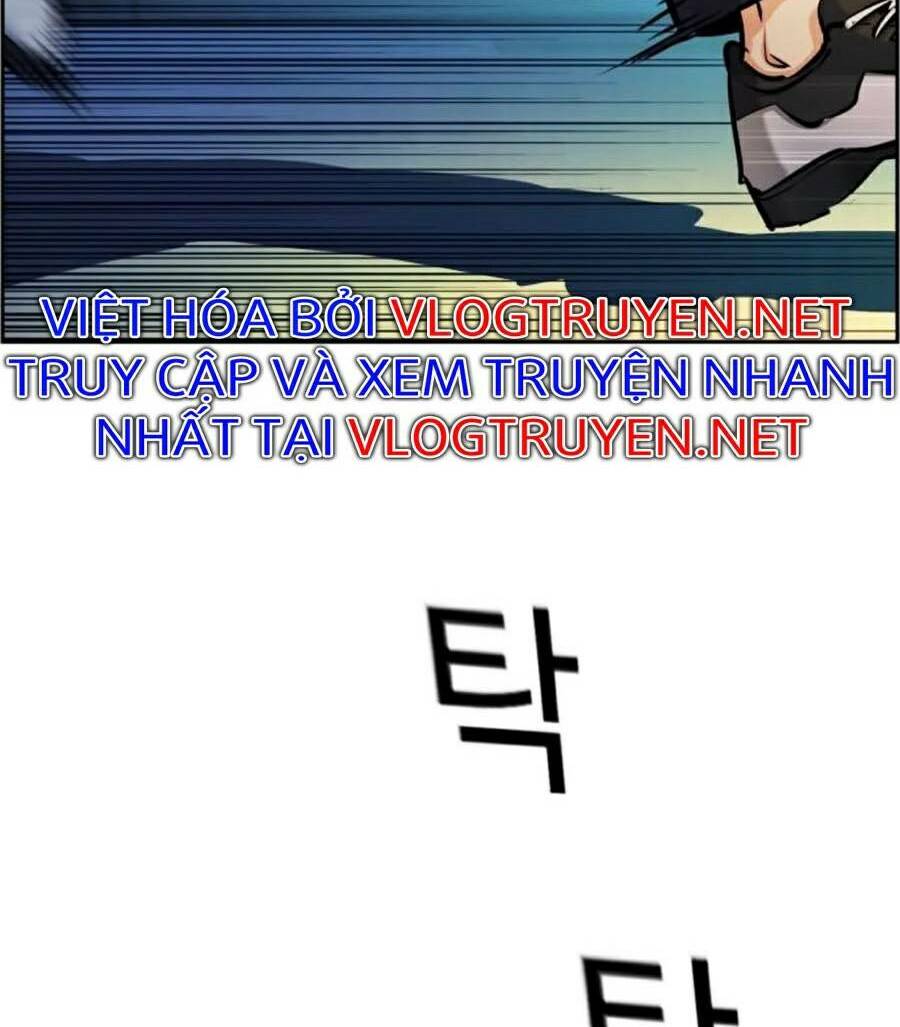 VIỆT HÓA BỞI VLOGTRUYEN.NET
TRUY CẬP VÀ XEM TRUYỆN NHANH
NHẤT TẠI VLOGTRUYEN.NET
탁